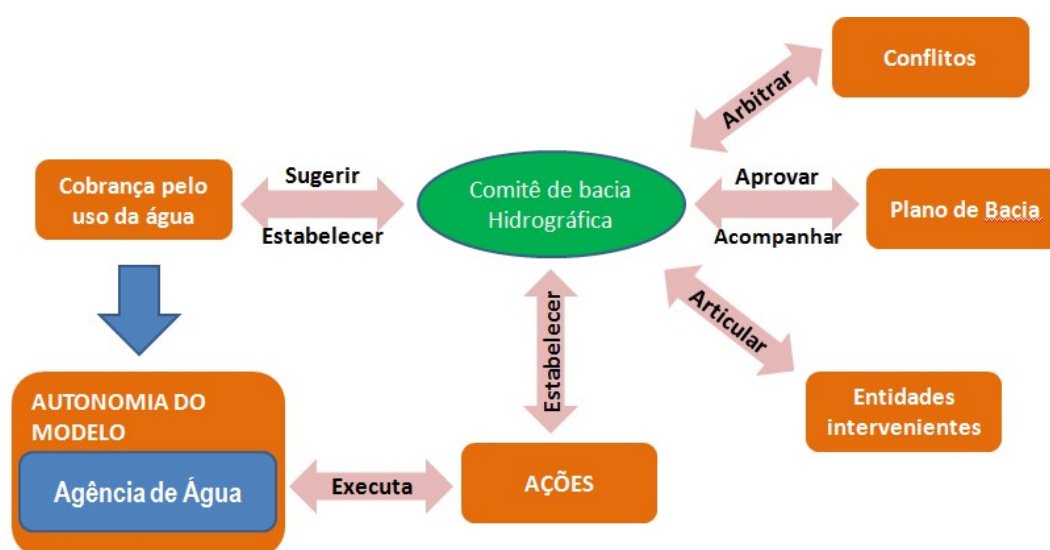 Conflitos
Arbitrar
Cobrança pelo
uso da água
Sugerir
Estabelecer
Comitê de bacia
Hidrográfica
Aprovar
Acompanhar
Plano de Bacia
Articular
Estabelecer
Entidades
intervenientes
AUTONOMIA DO
MODELO
Agência de Água
Executa
AÇÕES